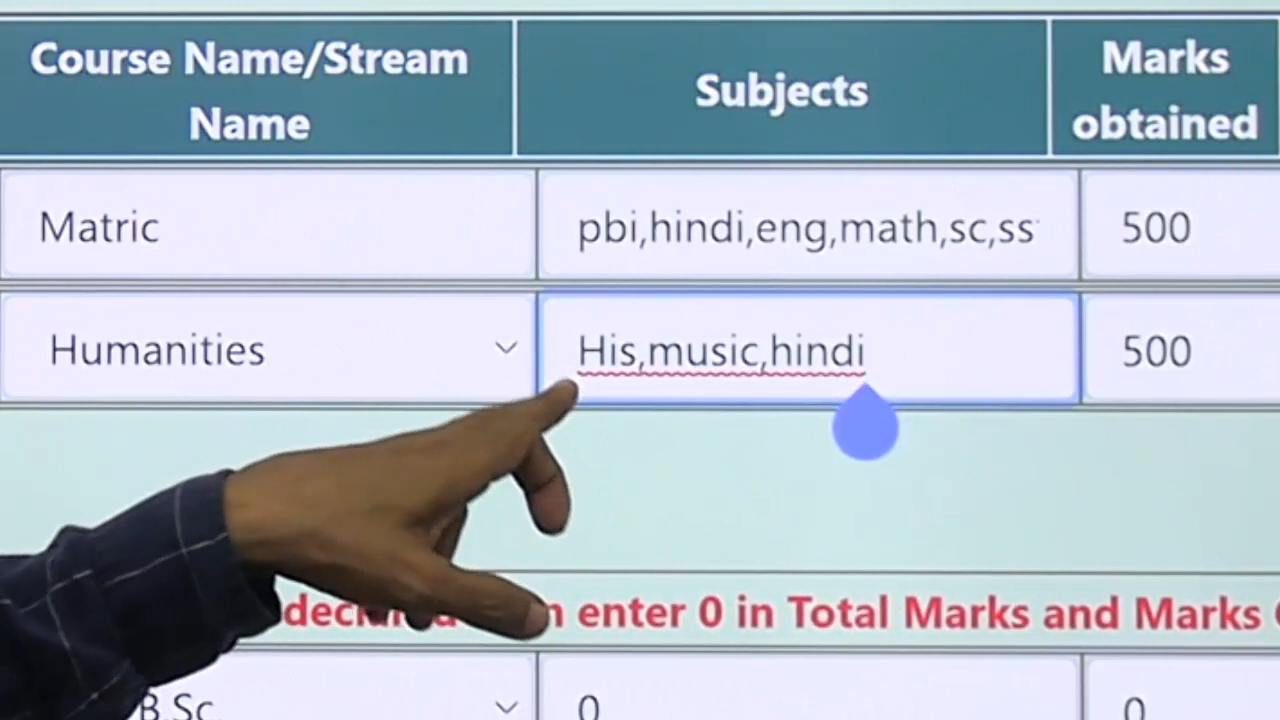 Course Name/Stream Name
Subjects
Marks obtained
Matric
pbi,hindi,eng,math,sc,ss
500
Humanities
His,music,hindi
500
enter 0 in Total Marks and Marks
B.Sc.
0
0